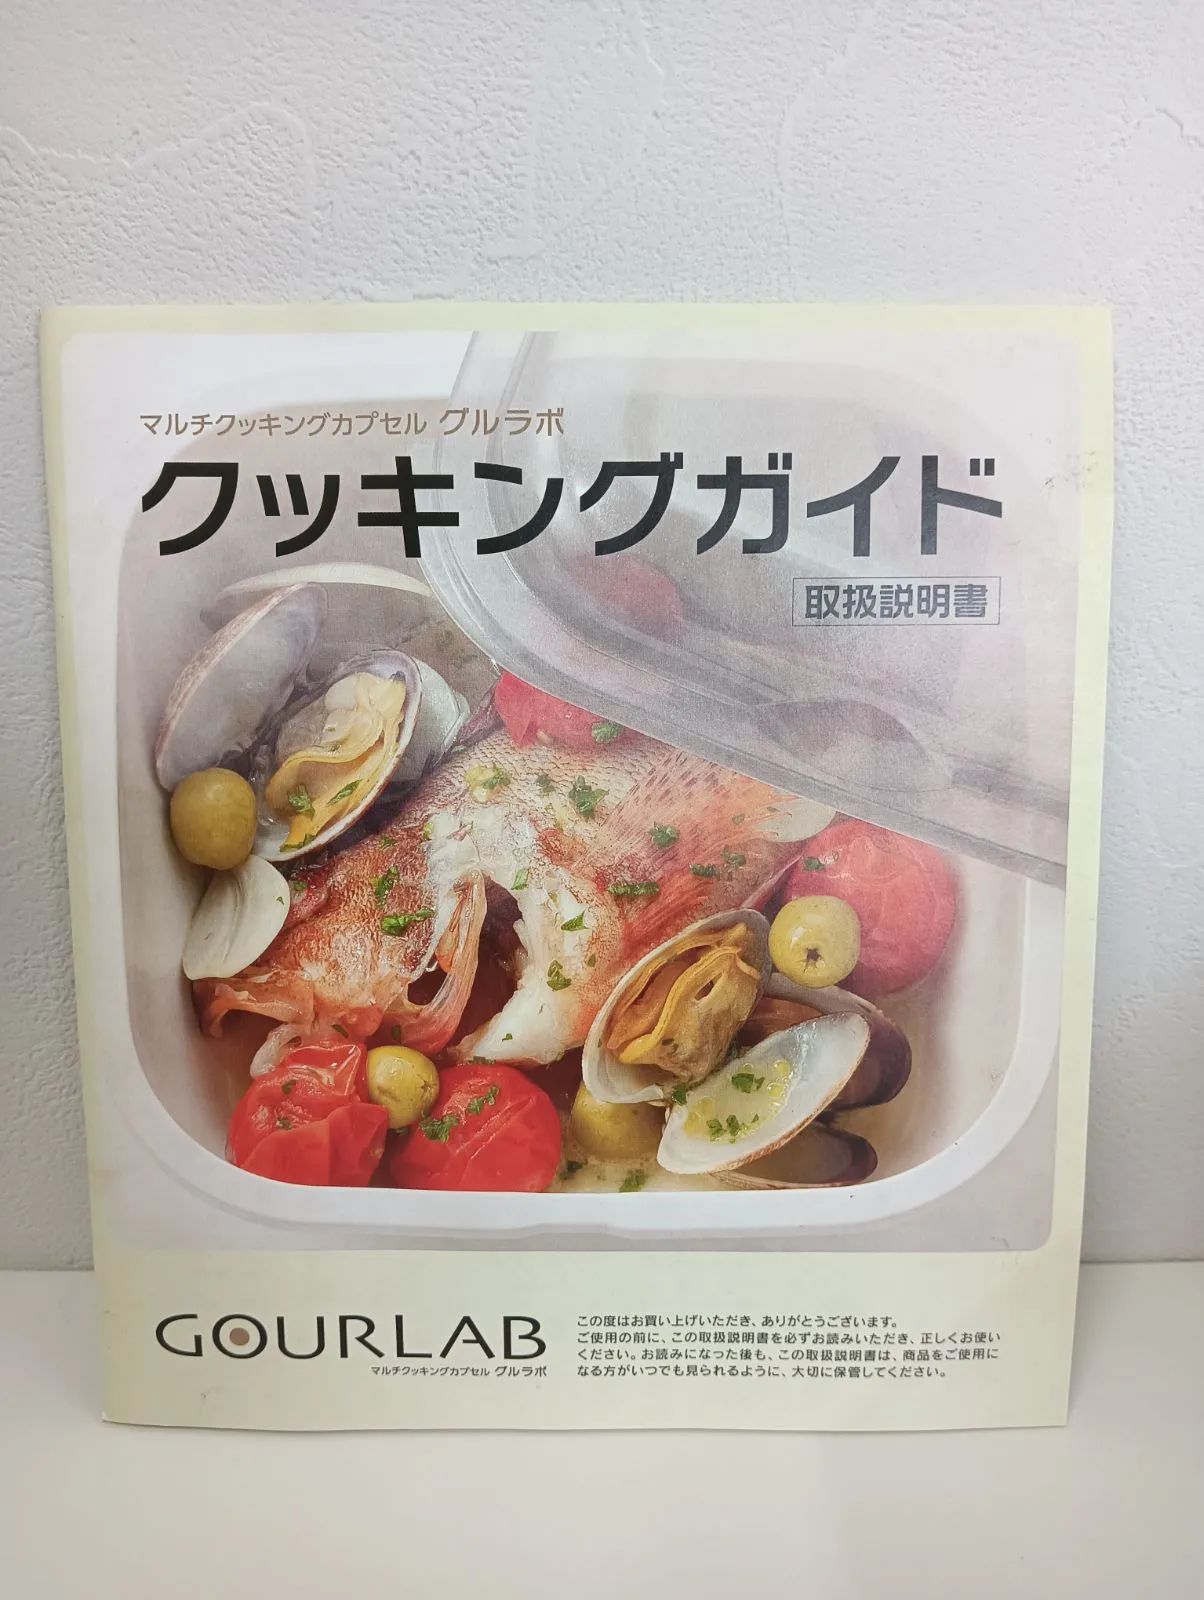 マルチクッキングカプセル グルラボ
クッキングガイド
取扱説明書
GOURLAB
マルチクッキングカプセル グルラボ
この度はお買い上げいただき、ありがとうございます。
ご使用の前に、この取扱説明書を必ずお読みいただき、正しくお使い
ください。お読みになった後も、この取扱説明書は、商品をご使用に
なる方がいつでも見られるように、大切に保管してください。